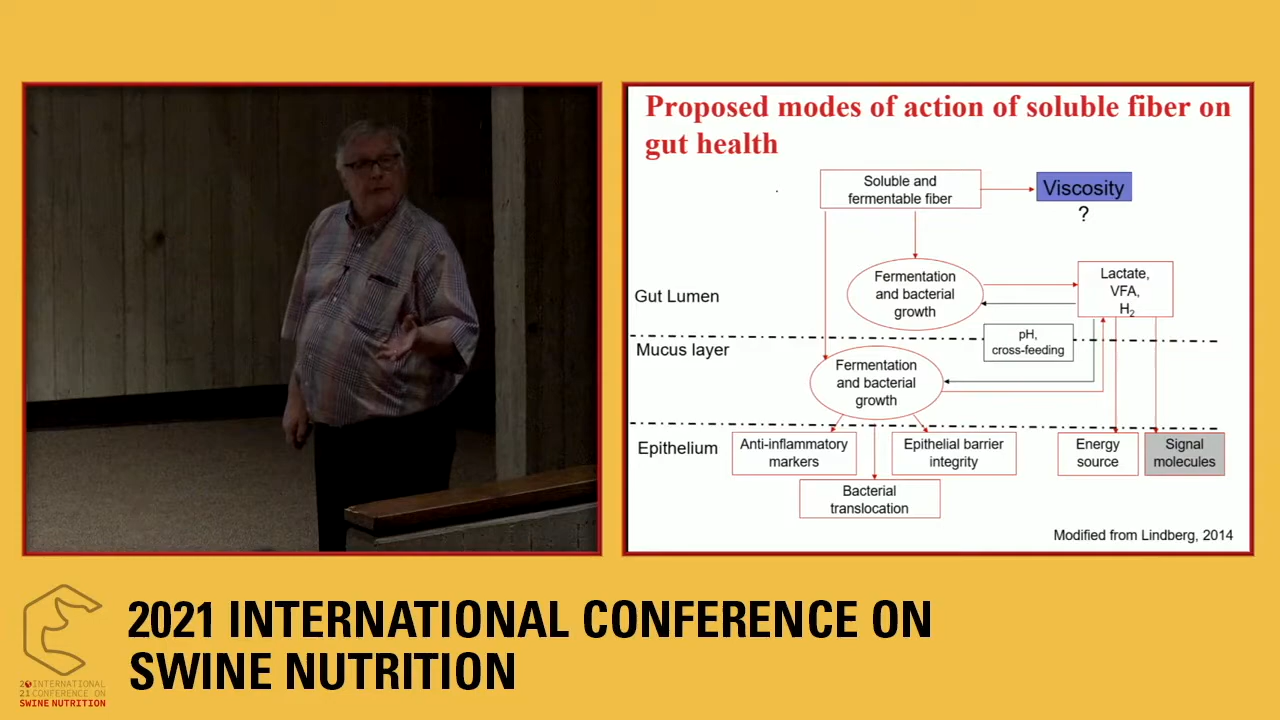 Proposed modes of action of soluble fiber on
gut health
Soluble and
fermentable fiber
Viscosity
?
Fermentation
and bacterial
growth
Lactate,
VFA,
H₂
Gut Lumen
pH,
cross-feeding
Mucus layer
Fermentation
and bacterial
growth
Epithelium
Anti-inflammatory
markers
Epithelial barrier
integrity
Energy
source
Signal
molecules
Bacterial
translocation
Modified from Lindberg, 2014
2021 INTERNATIONAL CONFERENCE ON
SWINE NUTRITION
20 INTERNATIONAL
21 CONFERENCE ON
SWINE NUTRITION